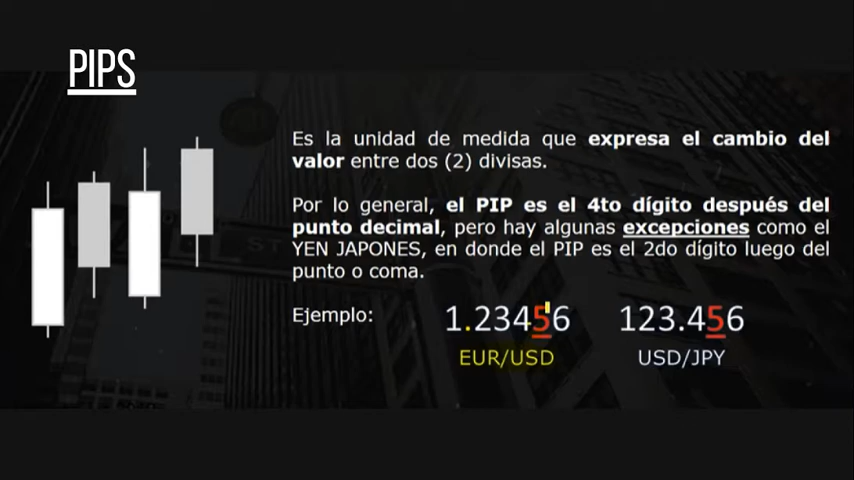 PIPS
Es la unidad de medida que expresa el cambio del
valor entre dos (2) divisas.
Por lo general, el PIP es el 4to dígito después del
punto decimal, pero hay algunas excepciones como el
YEN JAPONES, en donde el PIP es el 2do dígito luego del
punto o coma.
Ejemplo:
1.23456
123.456
EUR/USD
USD/JPY